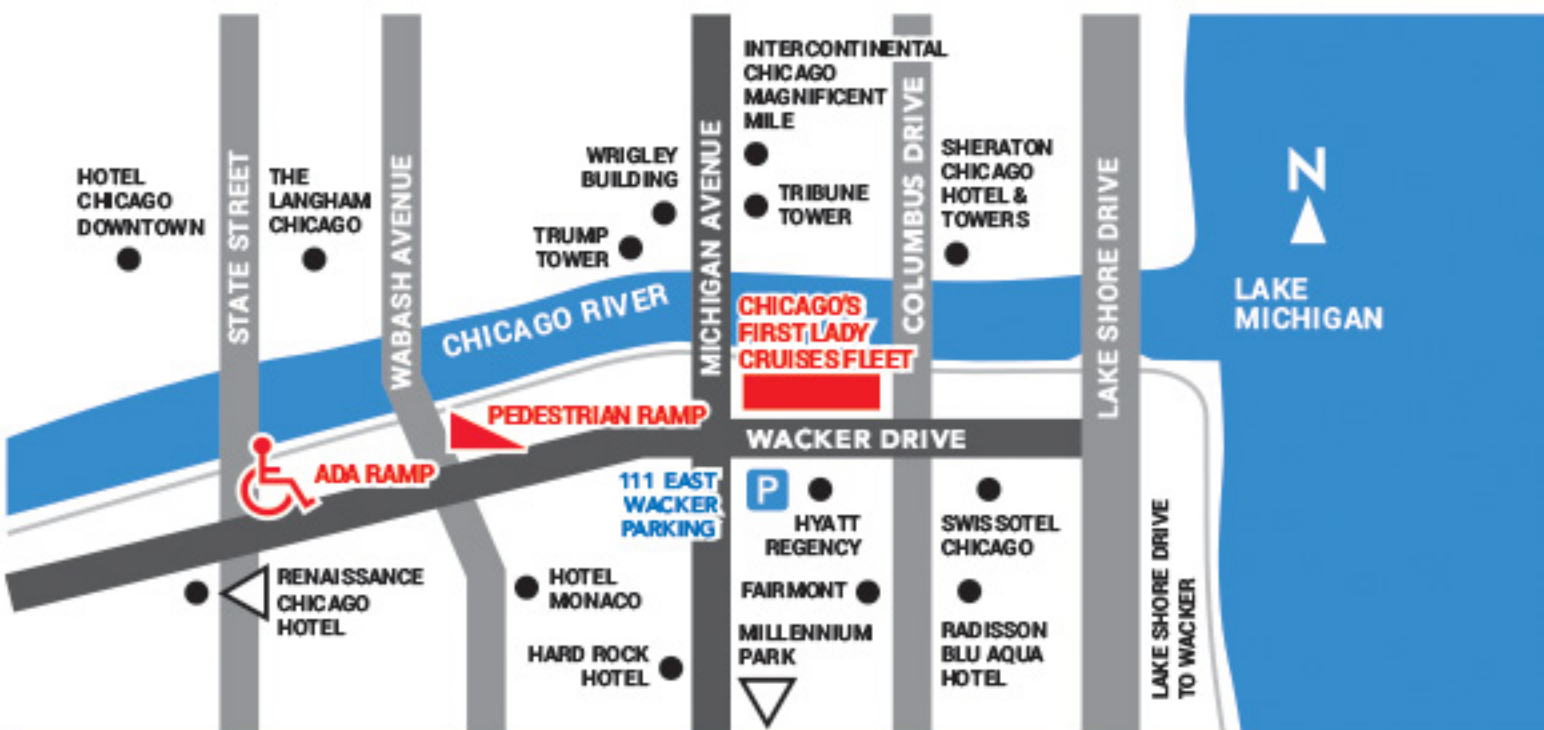 HOTEL
CHICAGO
DOWNTOWN
STATE STREET
THE
LANGHAM
CHICAGO
WABASH AVENUE
WRIGLEY
BUILDING
TRUMP
TOWER
MICHIGAN AVENUE
INTERCONTINENTAL
CHICAGO
MAGNIFICENT
MILE
TRIBUNE
TOWER
COLUMBUS DRIVE
SHERATON
CHICAGO
HOTEL &
TOWERS
LAKE SHORE DRIVE
N
LAKE
MICHIGAN
CHICAGO RIVER
CHICAGO'S
FIRST LADY
CRUISES FLEET
PEDESTRIAN RAMP
ADA RAMP
WACKER DRIVE
111 EAST
WACKER
PARKING
P
HYATT
REGENCY
SWISSOTEL
CHICAGO
RENAISSANCE
CHICAGO
HOTEL
HOTEL
MONACO
FAIRMONT
HARD ROCK
HOTEL
MILLENNIUM
PARK
RADISSON
BLU AQUA
HOTEL
LAKE SHORE DRIVE
TO WACKER